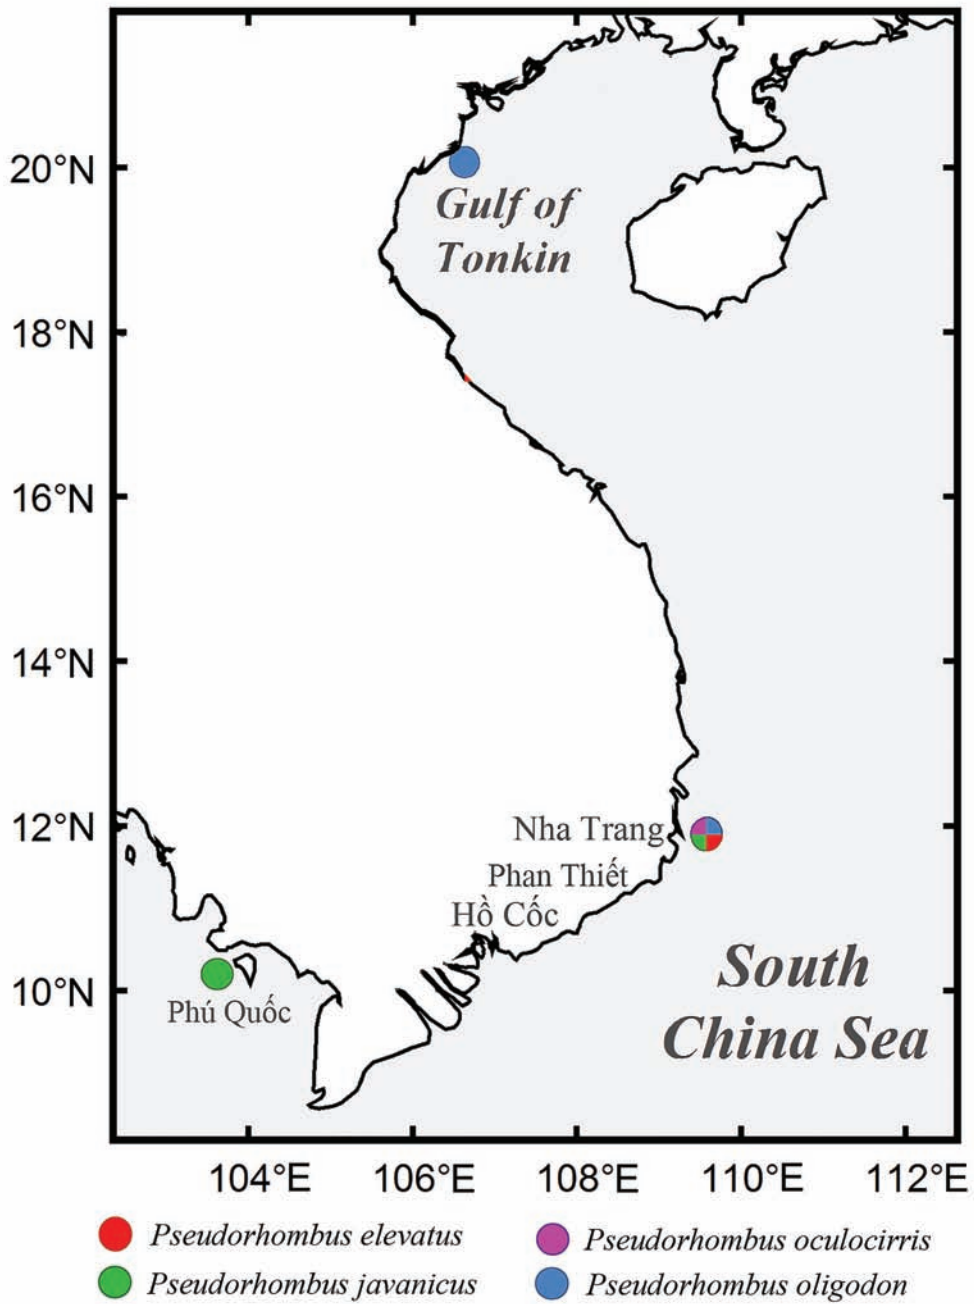 20°N
Gulf of
Tonkin
18°N
16°N
14°N
12°N
Nha Trang
Phan Thiết
Hồ Cốc
10°N
Phú Quốc
South
China Sea
104°E 106°E 108°E 110°E 112°E
Pseudorhombus elevatus
Pseudorhombus oculocirris
Pseudorhombus javanicus
Pseudorhombus oligodon